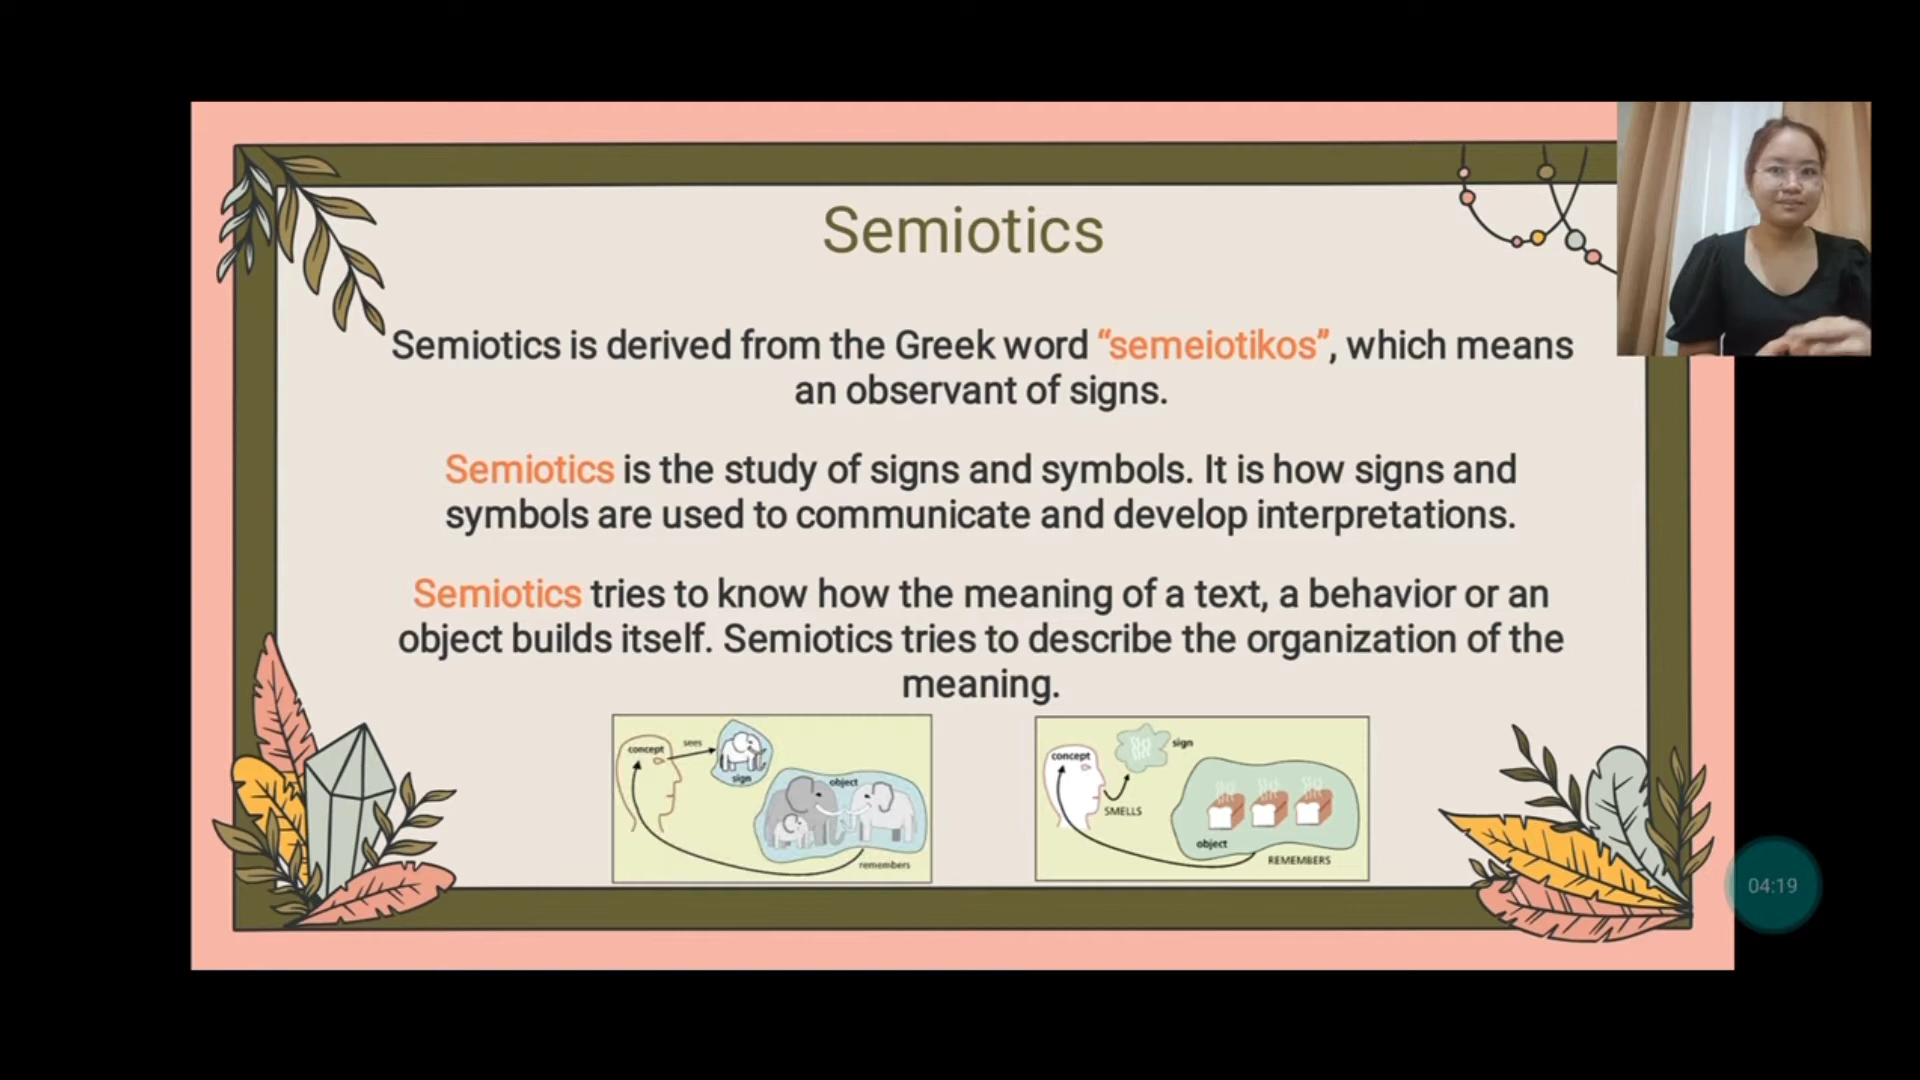 Semiotics
Semiotics is derived from the Greek word “semeiotikos”, which means
an observant of signs.
Semiotics is the study of signs and symbols. It is how signs and
symbols are used to communicate and develop interpretations.
Semiotics tries to know how the meaning of a text, a behavior or an
object builds itself. Semiotics tries to describe the organization of the
meaning.
concept
sees
sign
object
remembers
concept
sign
SMELLS
object
REMEMBERS
04:19